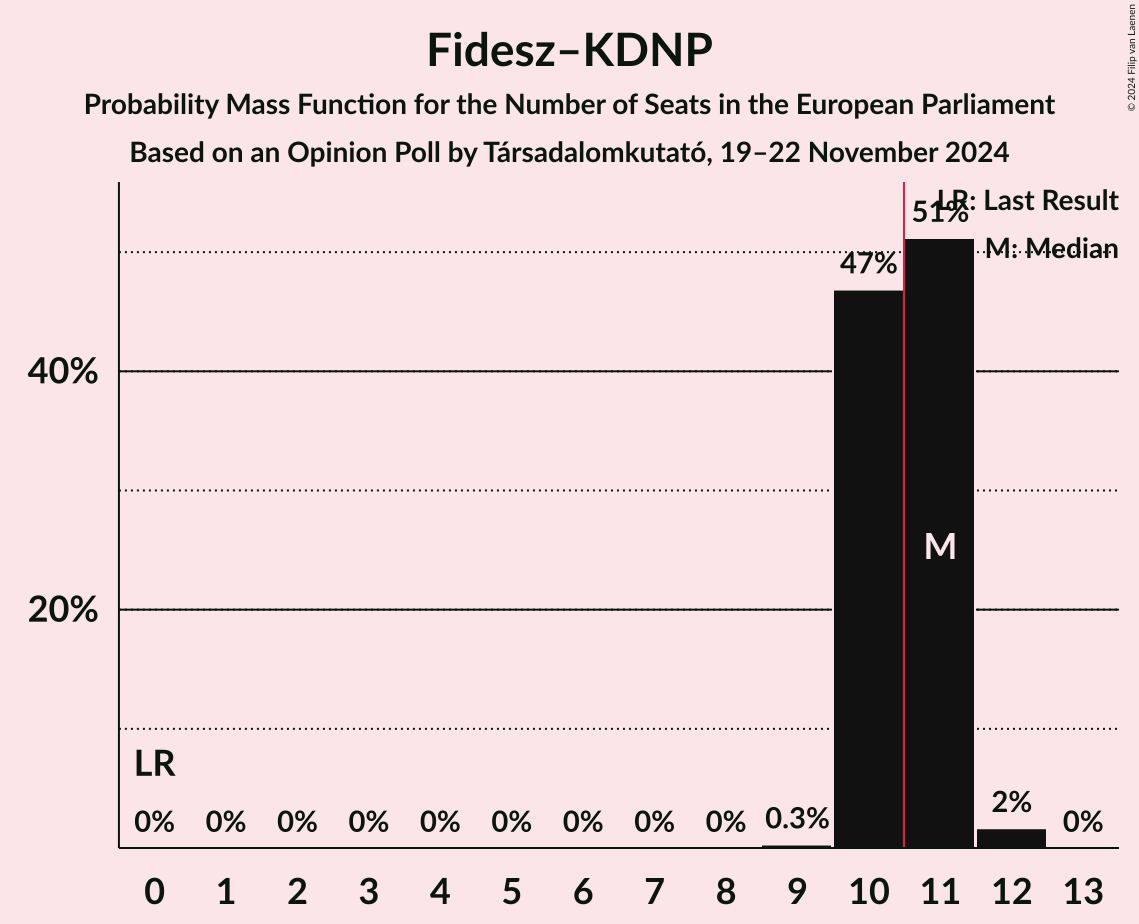 Fidesz–KDNP
Probability Mass Function for the Number of Seats in the European Parliament
Based on an Opinion Poll by Társadalomkutató, 19–22 November 2024
© 2024 Filip van Laenen
LR: Last Result
M: Median
51%
47%
40%
M
20%
LR
0% 0% 0% 0% 0% 0% 0% 0% 0% 0.3% 2% 0%
0 1 2 3 4 5 6 7 8 9 10 11 12 13